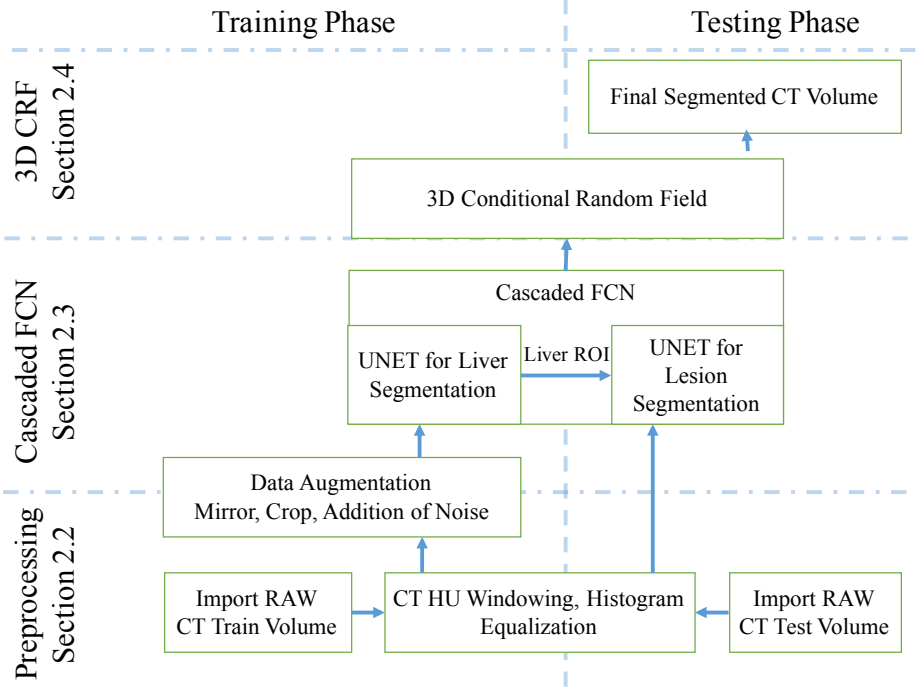 Training Phase
Testing Phase
3D CRF
Section 2.4
Final Segmented CT Volume
3D Conditional Random Field
Cascaded FCN
Section 2.3
Cascaded FCN
UNET for Liver
Segmentation
Liver ROI
UNET for
Lesion
Segmentation
Data Augmentation
Mirror, Crop, Addition of Noise
Preprocessing
Section 2.2
Import RAW
CT Train Volume
CT HU Windowing, Histogram
Equalization
Import RAW
CT Test Volume